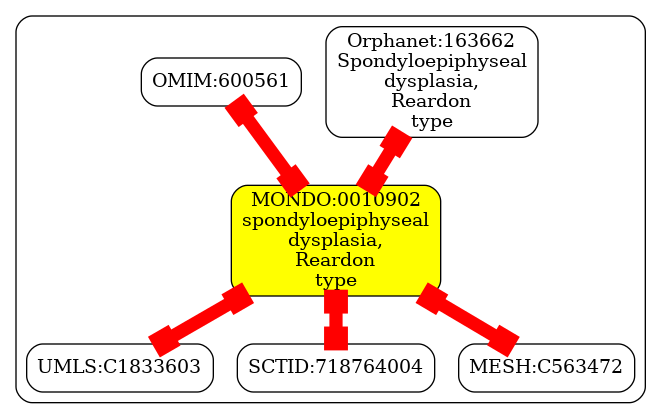 OMIM:600561
Orphanet:163662
Spondyloepiphyseal
dysplasia,
Reardon
type
MONDO:0010902
spondyloepiphyseal
dysplasia,
Reardon
type
UMLS:C1833603
SCTID:718764004
MESH:C563472